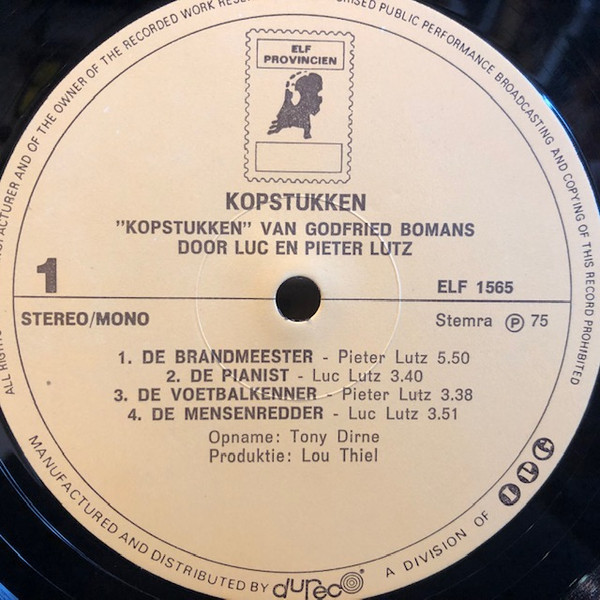 MANUFACTURER AND OF THE OWNER OF THE RECORDED WORK
PUBLIC PERFORMANCE BROADCASTING AND COPYING OF THIS RECORD PROHIBITED
ELF
PROVINCIEN
KOPSTUKKEN
"KOPSTUKKEN" VAN GODFRIED BOMANS
DOOR LUC EN PIETER LUTZ
1
ELF 1565
STEREO/MONO
Stemra Ⓟ 75
1. DE BRANDMEESTER - Pieter Lutz 5.50
2. DE PIANIST - Luc Lutz 3.40
3. DE VOETBALKENNER - Pieter Lutz 3.38
4. DE MENSENREDDER - Luc Lutz 3.51
Opname: Tony Dirne
Produktie: Lou Thiel
ALL
MANUFACTURED AND DISTRIBUTED BY dureco
A DIVISION OF